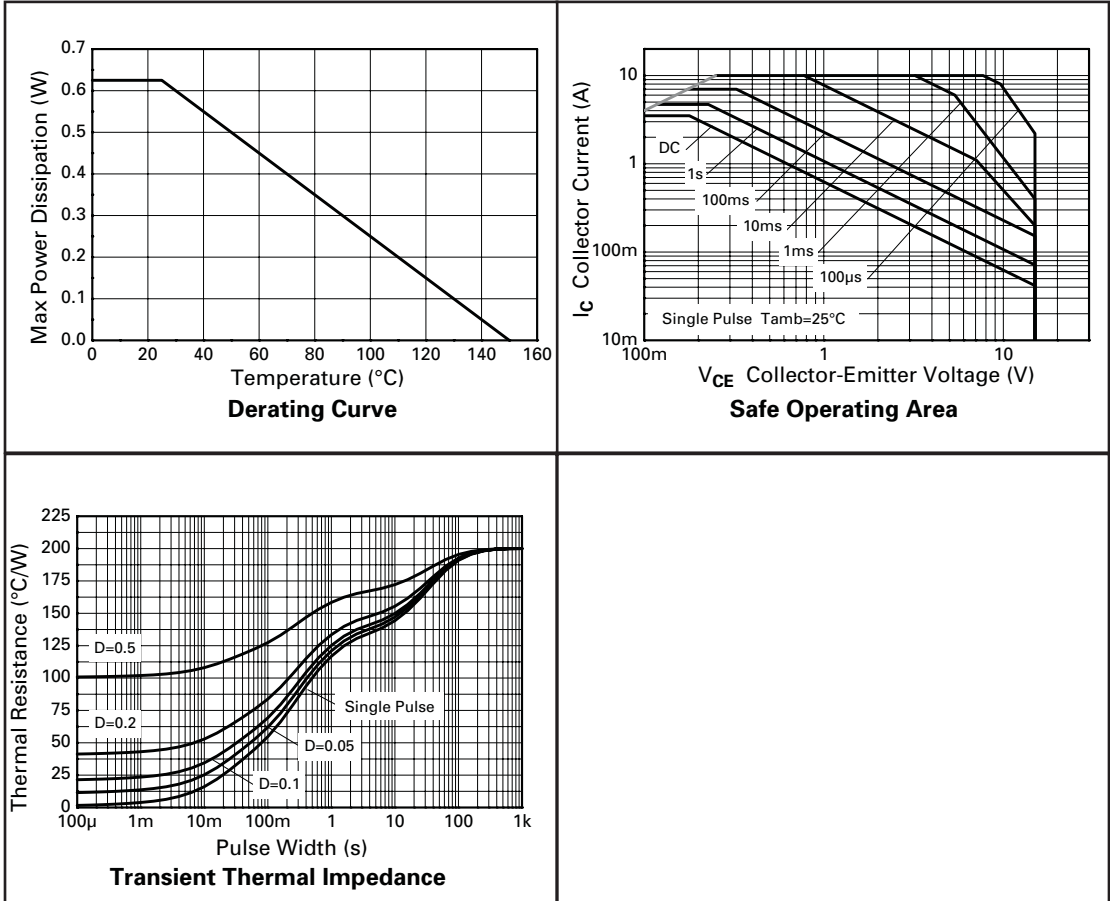 0.7
0.6
0.5
0.4
0.3
0.2
0.1
0.0
Max Power Dissipation (W)
0 20 40 60 80 100 120 140 160
Temperature (°C)
Derating Curve
10
1
100m
10m
IC Collector Current (A)
DC
1s
100ms
10ms
1ms
100µs
Single Pulse Tamb=25°C
100m 1 10
VCE Collector-Emitter Voltage (V)
Safe Operating Area
225
200
175
150
125
100
75
50
25
0
Thermal Resistance (°C/W)
D=0.5
D=0.2
Single Pulse
D=0.05
D=0.1
100µ 1m 10m 100m 1 10 100 1k
Pulse Width (s)
Transient Thermal Impedance